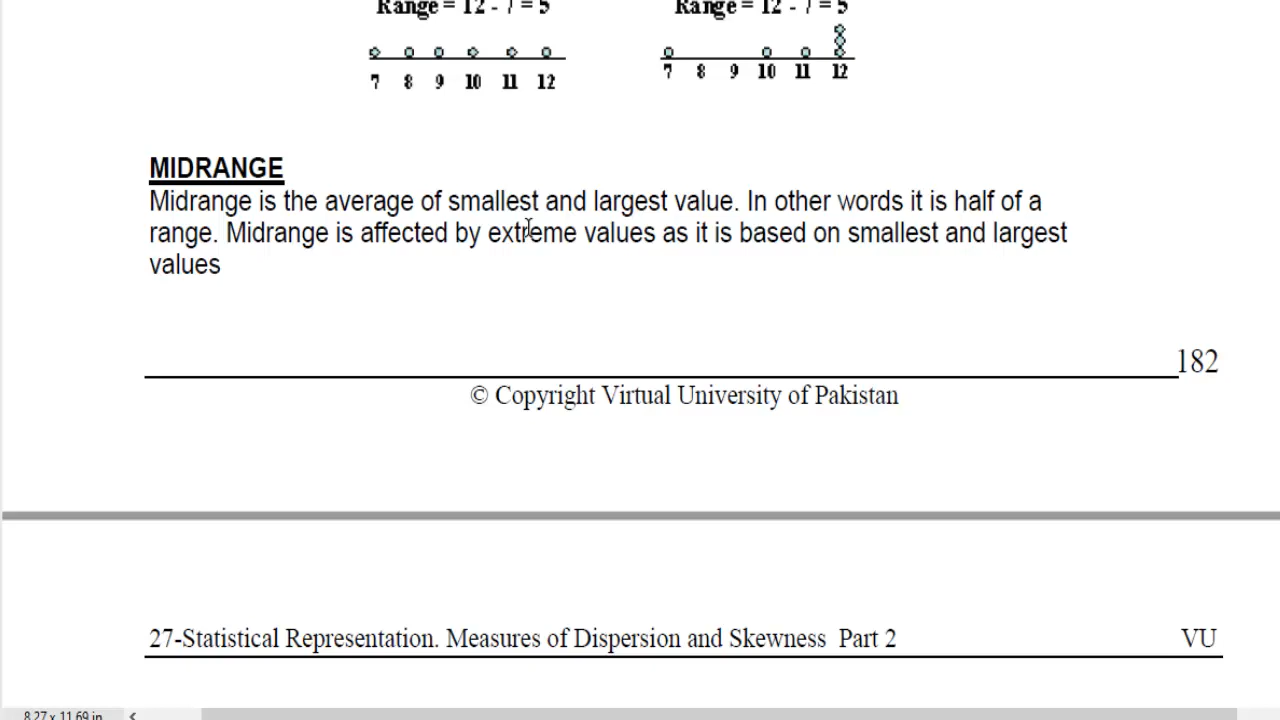 Range = 12 - 7 = 5 Range = 12 - 7 = 5
7 8 9 10 11 12 7 8 9 10 11 12
MIDRANGE
Midrange is the average of smallest and largest value. In other words it is half of a
range. Midrange is affected by extreme values as it is based on smallest and largest
values
182
© Copyright Virtual University of Pakistan
27-Statistical Representation. Measures of Dispersion and Skewness Part 2 VU
8.27 x 11.69 in